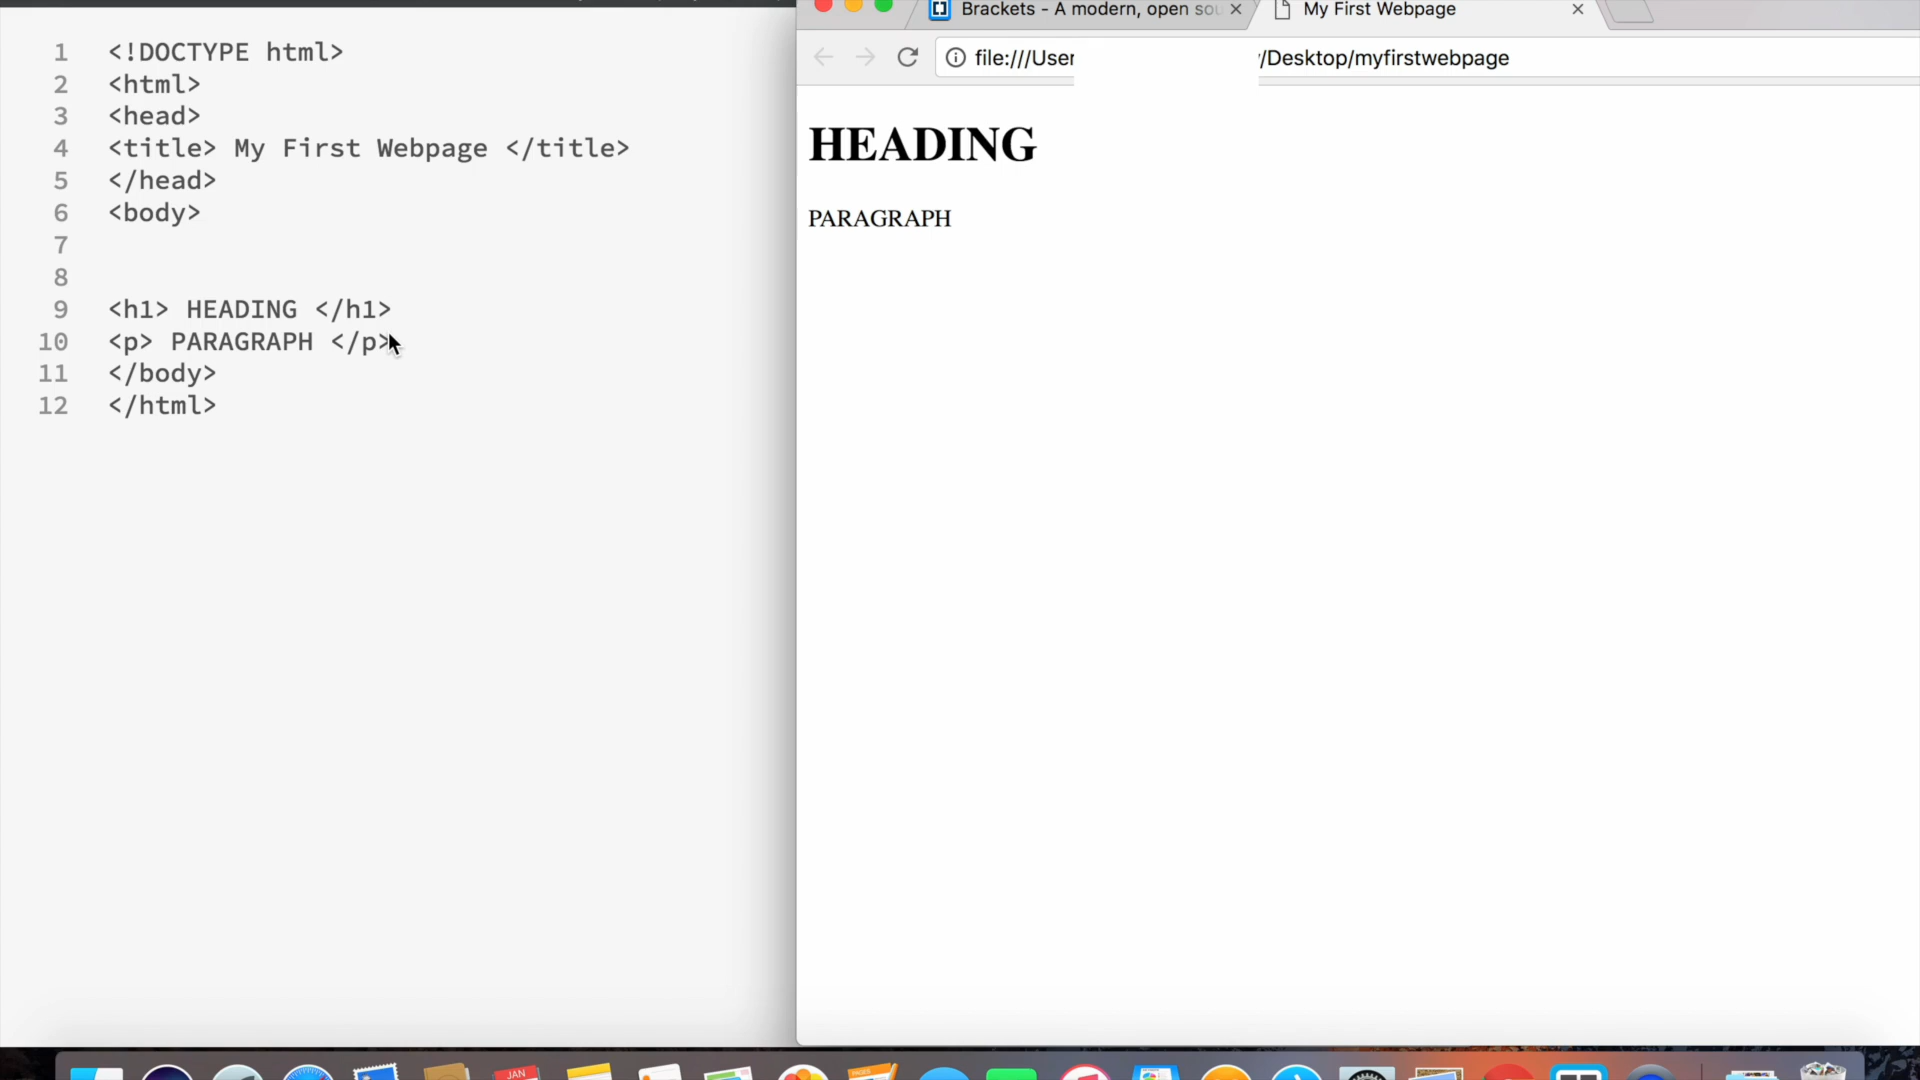 1 <!DOCTYPE html>
2 <html>
3 <head>
4 <title> My First Webpage </title>
5 </head>
6 <body>
7
8
9 <h1> HEADING </h1>
10 <p> PARAGRAPH </p>
11 </body>
12 </html>
Brackets - A modern, open sou
My First Webpage
file:///User /Desktop/myfirstwebpage
HEADING
PARAGRAPH
JAN
PAGES